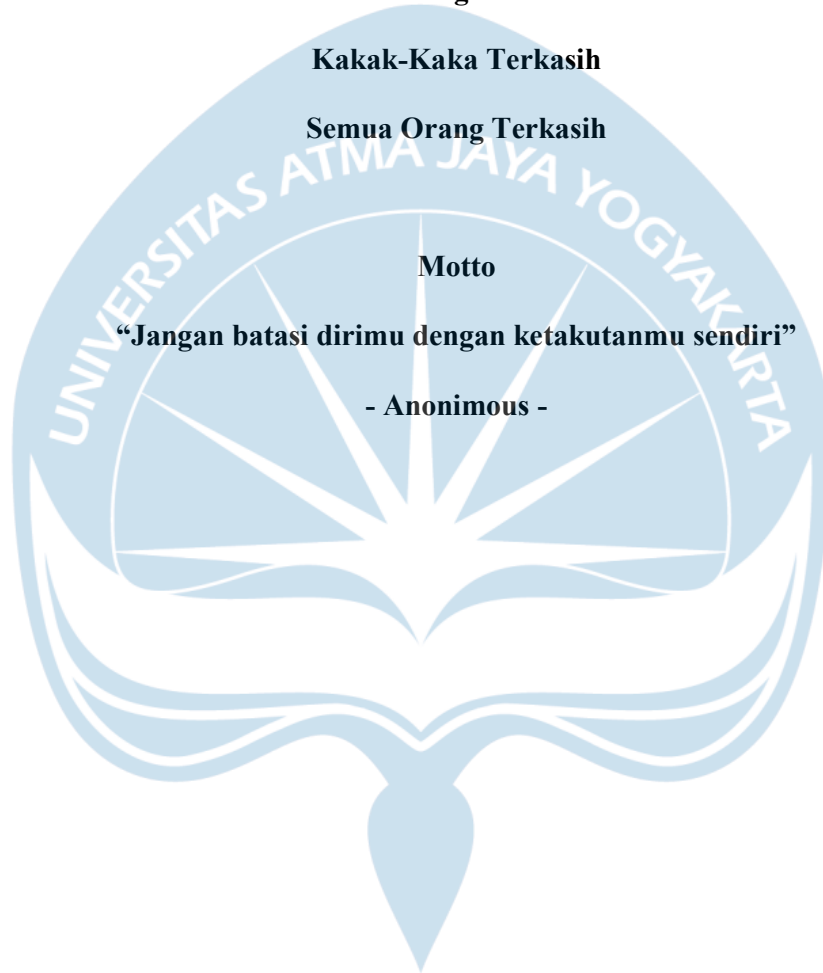 Kakak-Kaka Terkasih
Semua Orang Terkasih
UNIVERSITAS ATMA JAYA YOGYAKARTA
Motto
“Jangan batasi dirimu dengan ketakutanmu sendiri”
- Anonimous -